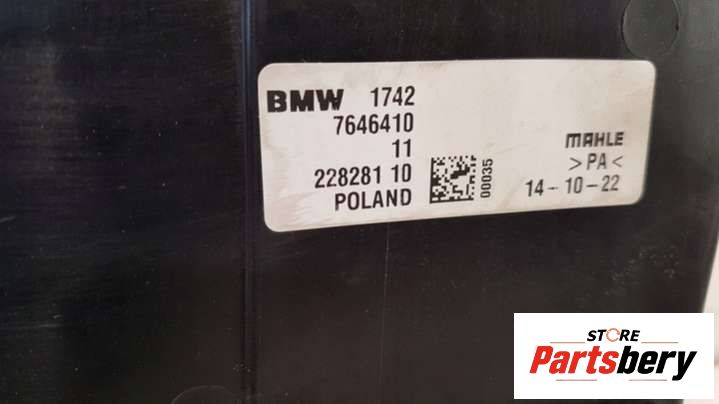 BMW 1742
7646410
11
228281 10
POLAND
00035
MAHLE
>PA<
14-10-22
STORE
Partsbery